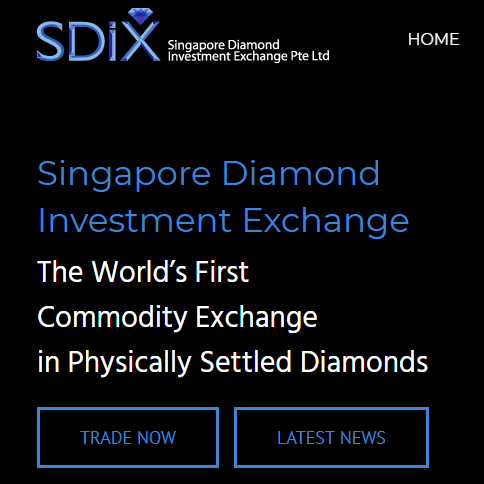 SDiX
Singapore Diamond
Investment Exchange Pte Ltd
HOME
Singapore Diamond
Investment Exchange
The World’s First
Commodity Exchange
in Physically Settled Diamonds
TRADE NOW
LATEST NEWS